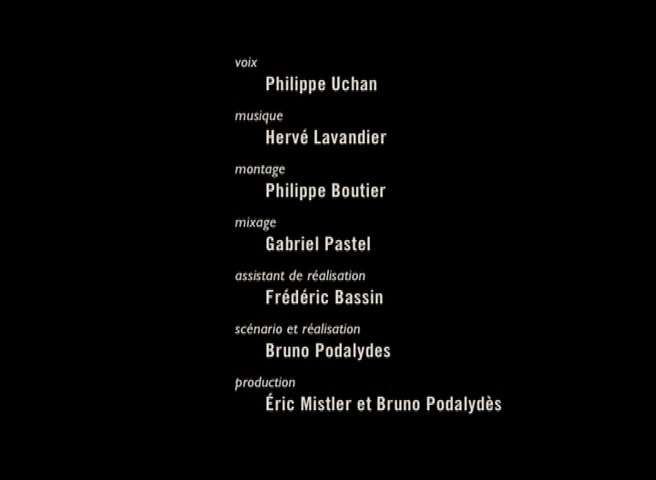 voix
Philippe Uchan
musique
Hervé Lavandier
montage
Philippe Boutier
mixage
Gabriel Pastel
assistant de réalisation
Frédéric Bassin
scénario et réalisation
Bruno Podalydes
production
Éric Mistler et Bruno Podalydès